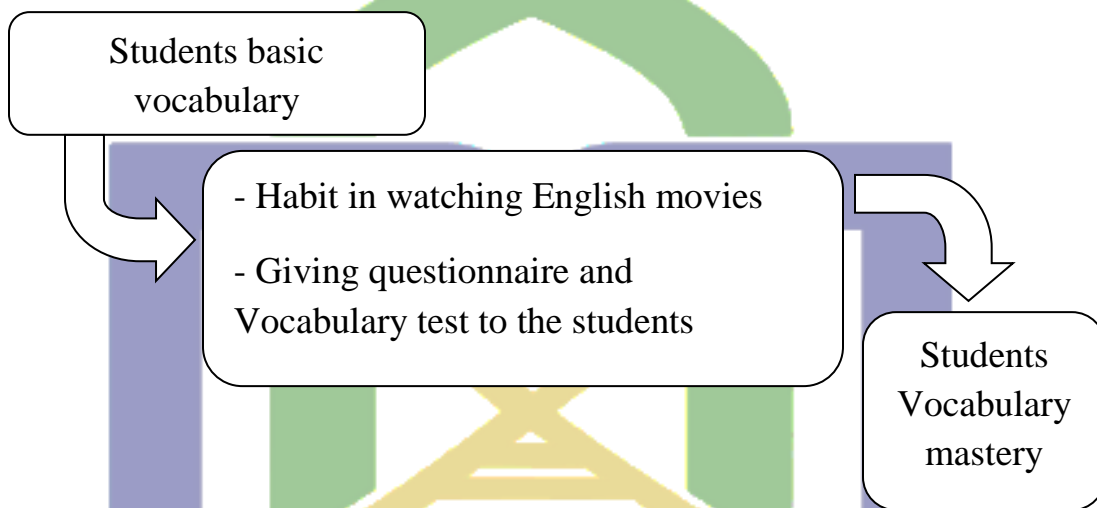 Students basic
vocabulary
- Habit in watching English movies
- Giving questionnaire and
Vocabulary test to the students
Students
Vocabulary
mastery